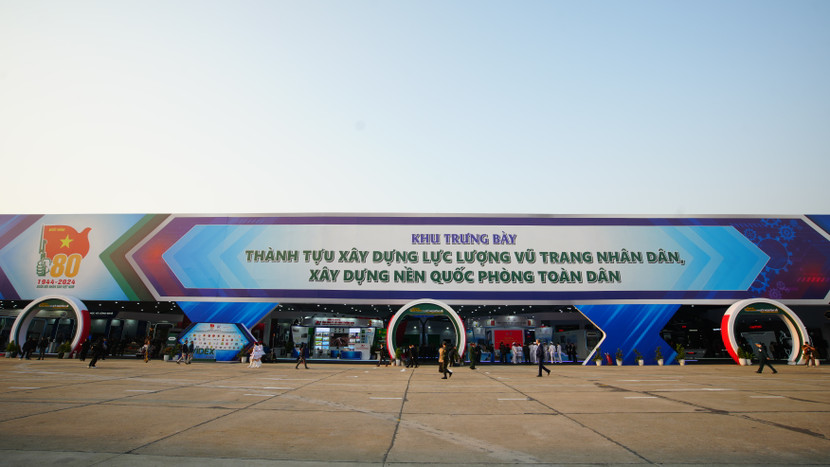 KHU TRƯNG BÀY
THÀNH TỰU XÂY DỰNG LỰC LƯỢNG VŨ TRANG NHÂN DÂN,
XÂY DỰNG NỀN QUỐC PHÒNG TOÀN DÂN
80
1944-2024